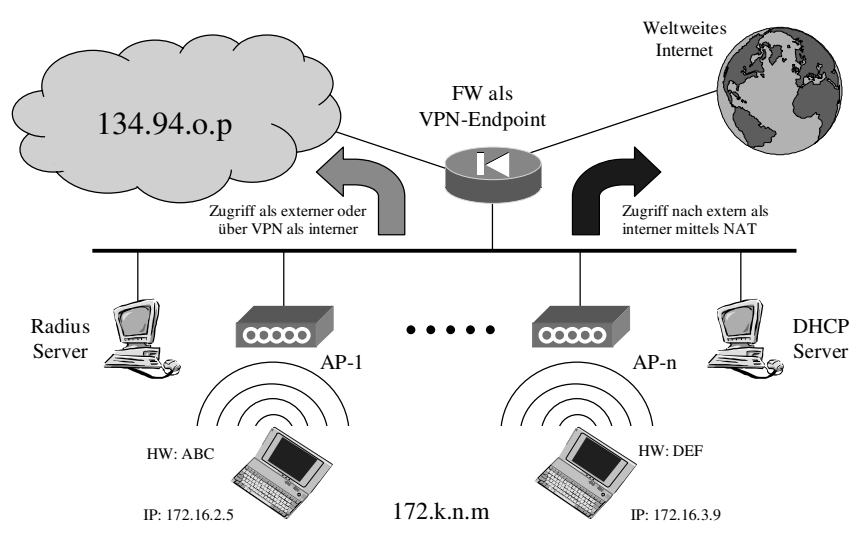 Weltweites
Internet
FW als
VPN-Endpoint
134.94.o.p
Zugriff als externer oder
über VPN als interner
Zugriff nach extern als
interner mittels NAT
Radius
Server
AP-1
AP-n
DHCP
Server
HW: ABC
HW: DEF
IP: 172.16.2.5
172.k.n.m
IP: 172.16.3.9